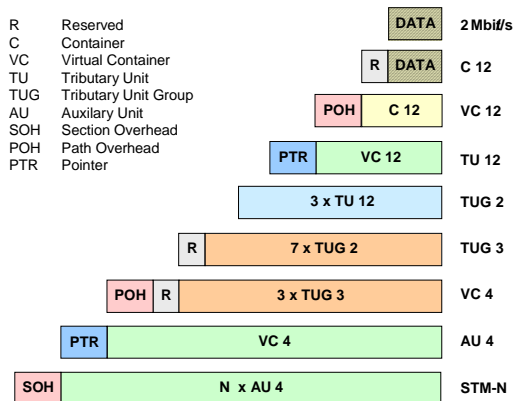 R Reserved
C Container
VC Virtual Container
TU Tributary Unit
TUG Tributary Unit Group
AU Auxilary Unit
SOH Section Overhead
POH Path Overhead
PTR Pointer
DATA 2 Mbit/s
R DATA C 12
POH C 12 VC 12
PTR VC 12 TU 12
3 x TU 12 TUG 2
R 7 x TUG 2 TUG 3
POH R 3 x TUG 3 VC 4
PTR VC 4 AU 4
SOH N x AU 4 STM-N